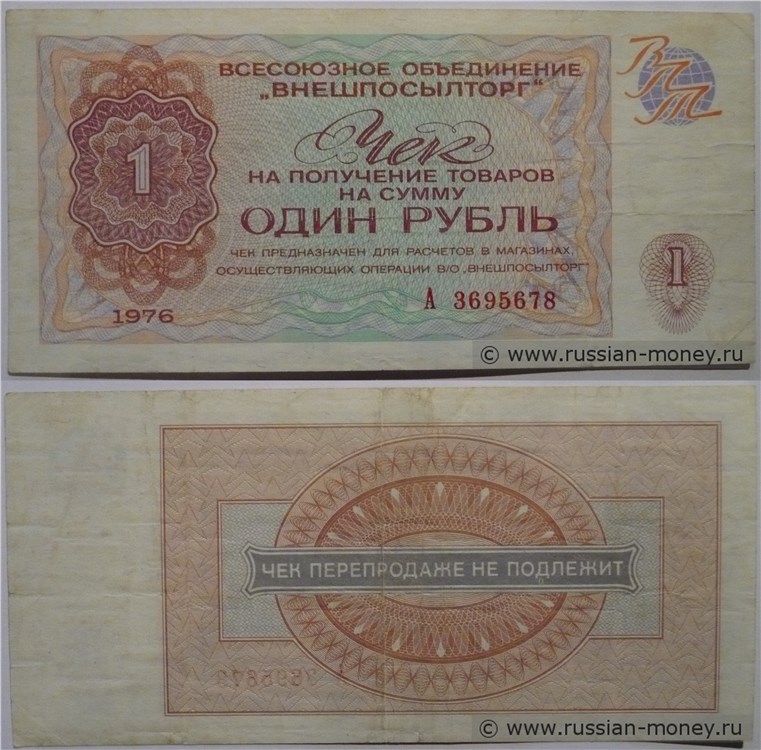 ВСЕСОЮЗНОЕ ОБЪЕДИНЕНИЕ
„ВНЕШПОСЫЛТОРГ"
ВПТ
Чек
НА ПОЛУЧЕНИЕ ТОВАРОВ
НА СУММУ
1
ОДИН РУБЛЬ
ЧЕК ПРЕДНАЗНАЧЕН ДЛЯ РАСЧЕТОВ В МАГАЗИНАХ,
ОСУЩЕСТВЛЯЮЩИХ ОПЕРАЦИИ В/О „ВНЕШПОСЫЛТОРГ"
1
1976
А 3695678
© www.russian-money.ru
ЧЕК ПЕРЕПРОДАЖЕ НЕ ПОДЛЕЖИТ
© www.russian-money.ru